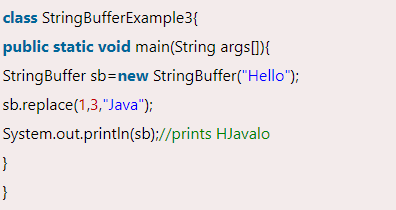 class StringBufferExample3{
public static void main(String args[]){
StringBuffer sb=new StringBuffer("Hello");
sb.replace(1,3,"Java");
System.out.println(sb);//prints HJavalo
}
}